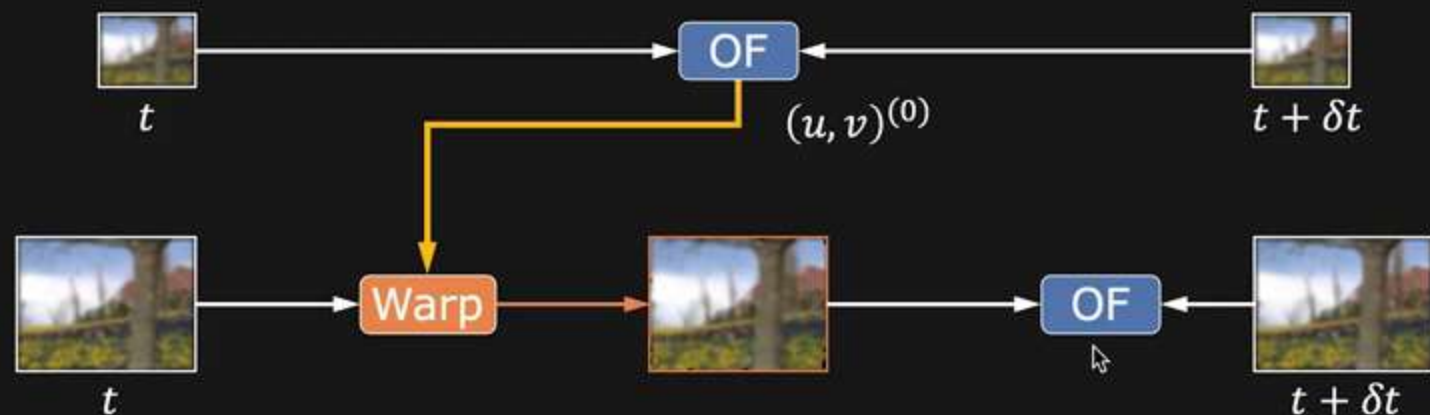 OF
t
(u, v)^(0)
t + δt
Warp
OF
t
t + δt